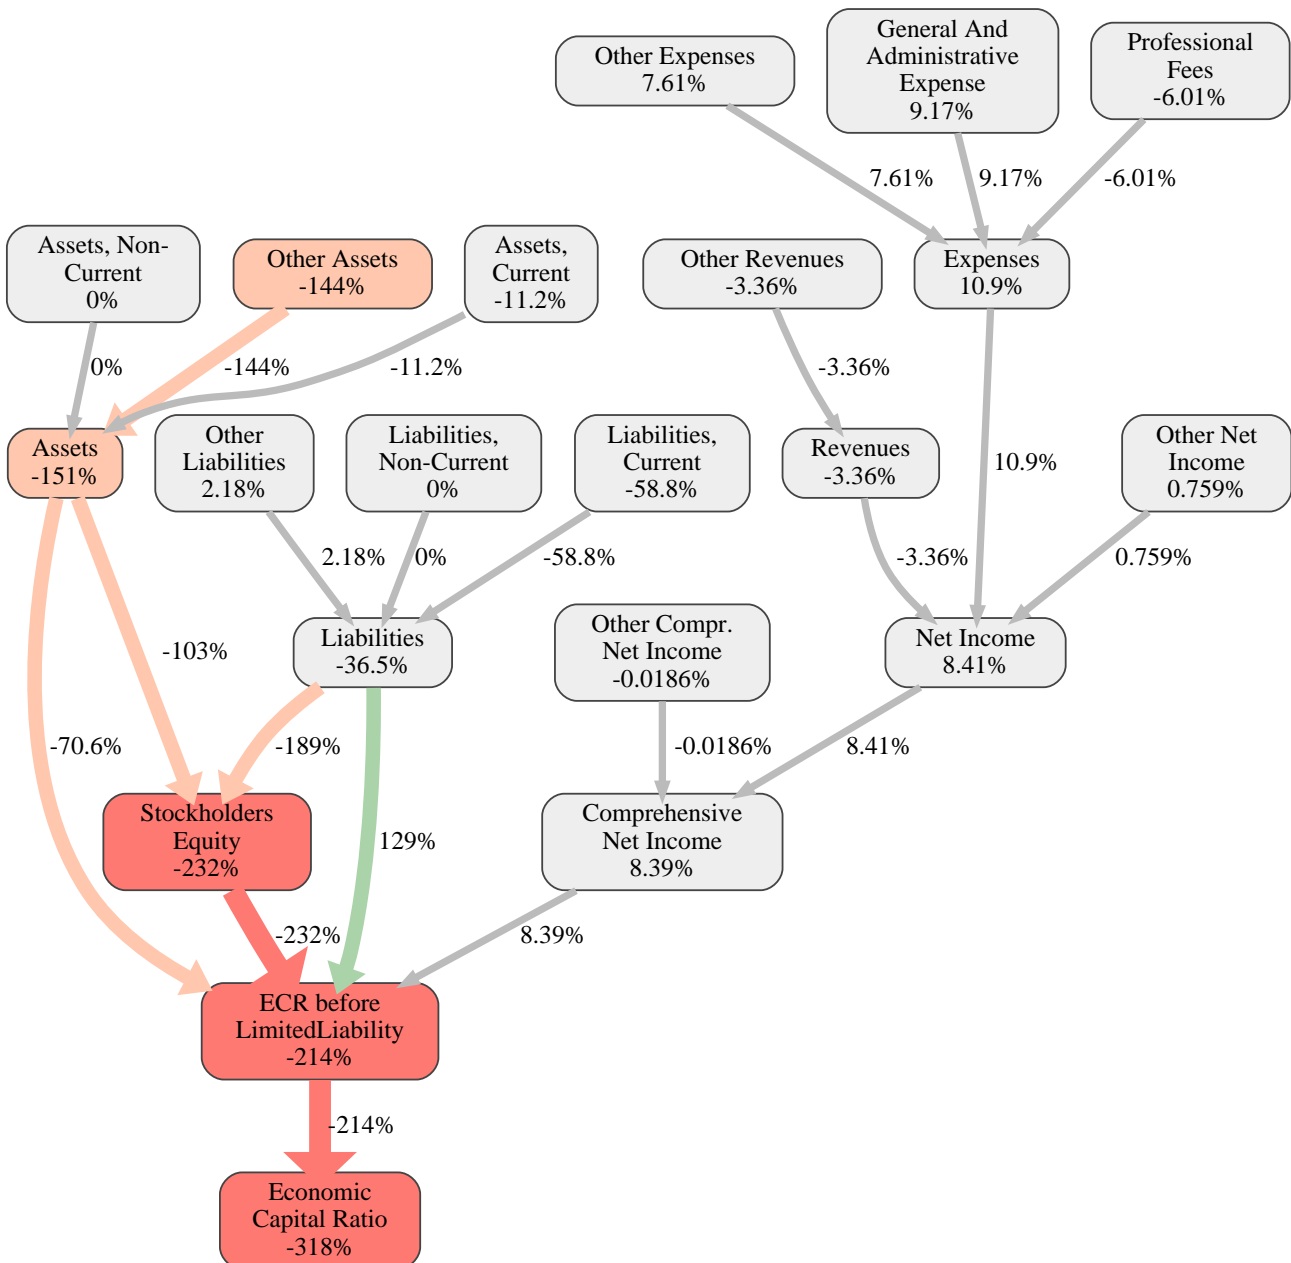 Other Expenses
7.61%
General And
Administrative
Expense
9.17%
Professional
Fees
-6.01%
7.61%
9.17%
-6.01%
Assets, Non-
Current
0%
Other Assets
-144%
Assets,
Current
-11.2%
Other Revenues
-3.36%
Expenses
10.9%
0%
-144%
-11.2%
-3.36%
Assets
-151%
Other
Liabilities
2.18%
Liabilities,
Non-Current
0%
Liabilities,
Current
-58.8%
Revenues
-3.36%
10.9%
Other Net
Income
0.759%
2.18%
0%
-58.8%
-3.36%
0.759%
-103%
Liabilities
-36.5%
Other Compr.
Net Income
-0.0186%
Net Income
8.41%
-70.6%
-189%
-0.0186%
8.41%
Stockholders
Equity
-232%
129%
Comprehensive
Net Income
8.39%
-232%
8.39%
ECR before
LimitedLiability
-214%
-214%
Economic
Capital Ratio
-318%